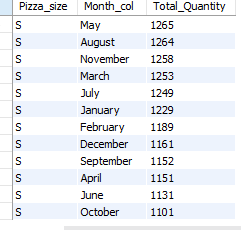 Pizza_size Month_col Total_Quantity
S May 1265
S August 1264
S November 1258
S March 1253
S July 1249
S January 1229
S February 1189
S December 1161
S September 1152
S April 1151
S June 1131
S October 1101